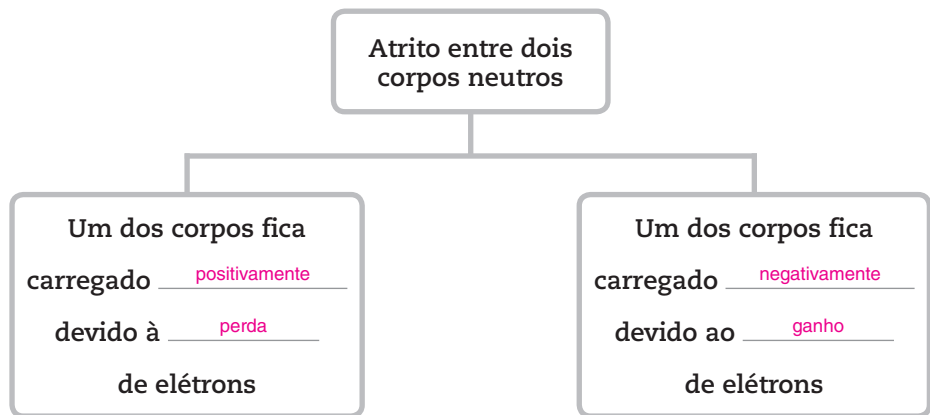 Atrito entre dois
corpos neutros
Um dos corpos fica
carregado positivamente
devido à perda
de elétrons
Um dos corpos fica
carregado negativamente
devido ao ganho
de elétrons